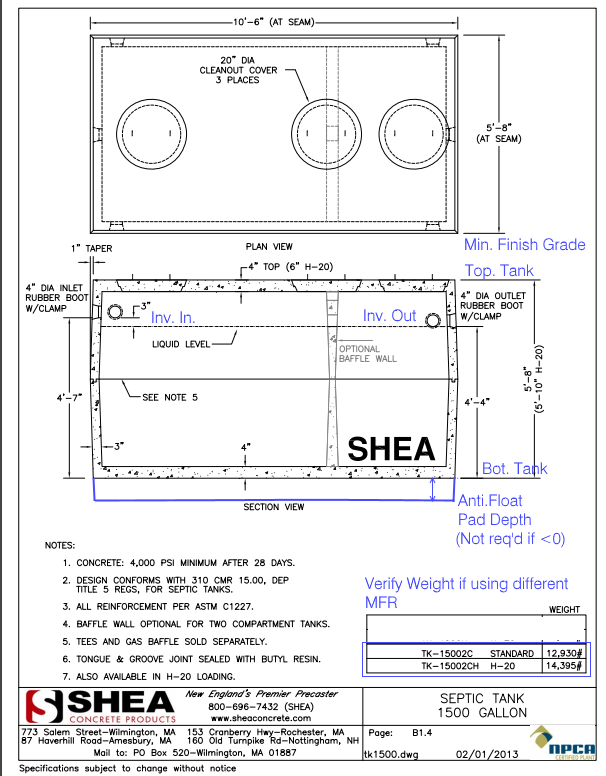 10'-6" (AT SEAM)
20" DIA
CLEANOUT COVER
3 PLACES
5'-8"
(AT SEAM)
PLAN VIEW
Min. Finish Grade
1" TAPER
4" TOP (6" H-20)
Top. Tank
4" DIA INLET
RUBBER BOOT
W/CLAMP
3"
Inv. In.
Inv. Out
4" DIA OUTLET
RUBBER BOOT
W/CLAMP
LIQUID LEVEL
OPTIONAL
BAFFLE WALL
5'-8"
(5'-10" H-20)
4'-7"
SEE NOTE 5
4'-4"
3"
4"
SHEA
Bot. Tank
SECTION VIEW
Anti.Float
Pad Depth
(Not req'd if <0)
NOTES:
1. CONCRETE: 4,000 PSI MINIMUM AFTER 28 DAYS.
2. DESIGN CONFORMS WITH 310 CMR 15.00, DEP
TITLE 5 REGS, FOR SEPTIC TANKS.
3. ALL REINFORCEMENT PER ASTM C1227.
4. BAFFLE WALL OPTIONAL FOR TWO COMPARTMENT TANKS.
5. TEES AND GAS BAFFLE SOLD SEPARATELY.
6. TONGUE & GROOVE JOINT SEALED WITH BUTYL RESIN.
7. ALSO AVAILABLE IN H-20 LOADING.
Verify Weight if using different
MFR
WEIGHT
TK-15002C STANDARD 12,930#
TK-15002CH H-20 14,395#
SHEA
CONCRETE PRODUCTS
New England's Premier Precaster
800-696-7432 (SHEA)
www.sheaconcrete.com
SEPTIC TANK
1500 GALLON
773 Salem Street-Wilmington, MA 153 Cranberry Hwy-Rochester, MA
87 Haverhill Road-Amesbury, MA 160 Old Turnpike Rd-Nottingham, NH
Mail to: PO Box 520-Wilmington, MA 01887
Page: B1.4
tk1500.dwg 02/01/2013
NPCA
CERTIFIED PLANT
Specifications subject to change without notice